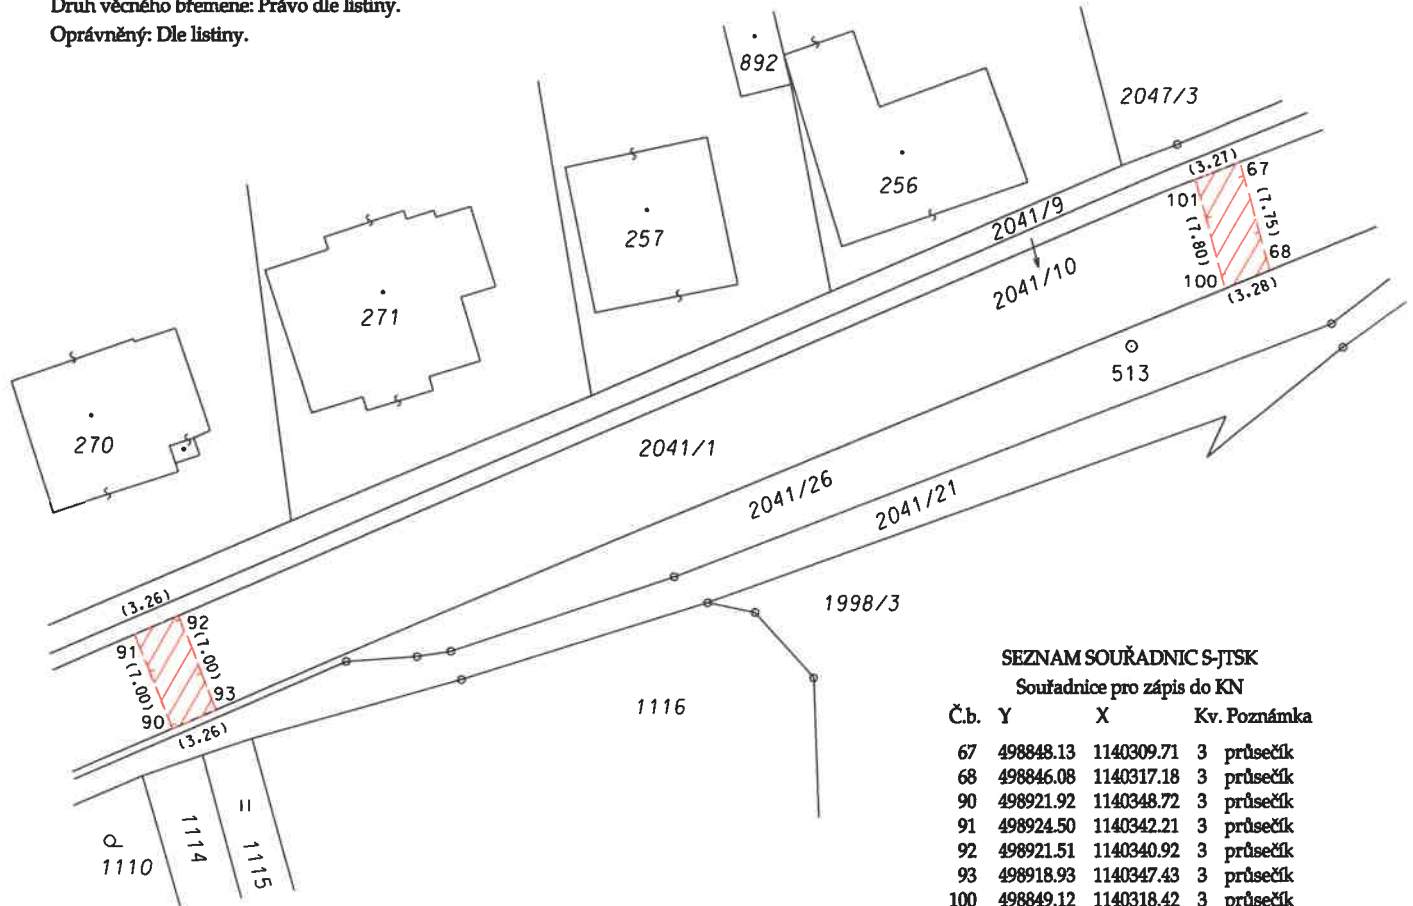 Druh věcného břemene: Právo dle listiny.
Oprávněný: Dle listiny.
892
2047/3
256
257
271
270
2041/9
2041/10
(3.27)
67
101
(7.75)
(7.80)
68
100
(3.28)
513
2041/1
2041/26
2041/21
1998/3
(3.26)
92
91
(7.00)
(7.00)
93
90
(3.26)
1116
1114
1115
1110
SEZNAM SOUŘADNIC S-JTSK
Souřadnice pro zápis do KN
Č.b. Y X Kv. Poznámka
67 498848.13 1140309.71 3 průsečík
68 498846.08 1140317.18 3 průsečík
90 498921.92 1140348.72 3 průsečík
91 498924.50 1140342.21 3 průsečík
92 498921.51 1140340.92 3 průsečík
93 498918.93 1140347.43 3 průsečík
100 498849.12 1140318.42 3 průsečík